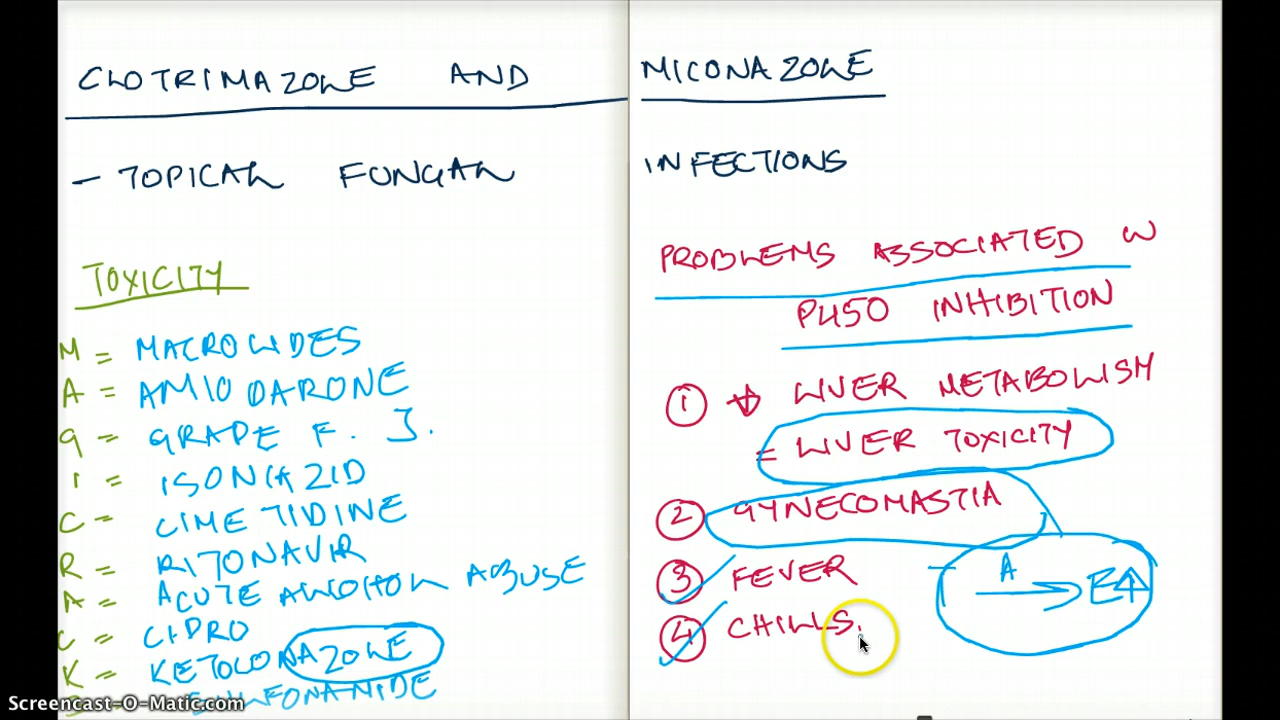 CLOTRIMAZOLE AND MICONAZOLE
- TOPICAL FUNGAL INFECTIONS
TOXICITY
M = MACROLIDES
A = AMIODARONE
G = GRAPE F. J.
I = ISONIAZID
C = CIMETIDINE
R = RITONAVIR
A = ACUTE ALCOHOL ABUSE
C = CIPRO
K = KETOCONAZOLE
S = SULFONAMIDE
PROBLEMS ASSOCIATED W
P450 INHIBITION
① ↓ LIVER METABOLISM
= LIVER TOXICITY
② GYNECOMASTIA
③ FEVER
④ CHILLS.
T A → E↑
Screencast-O-Matic.com